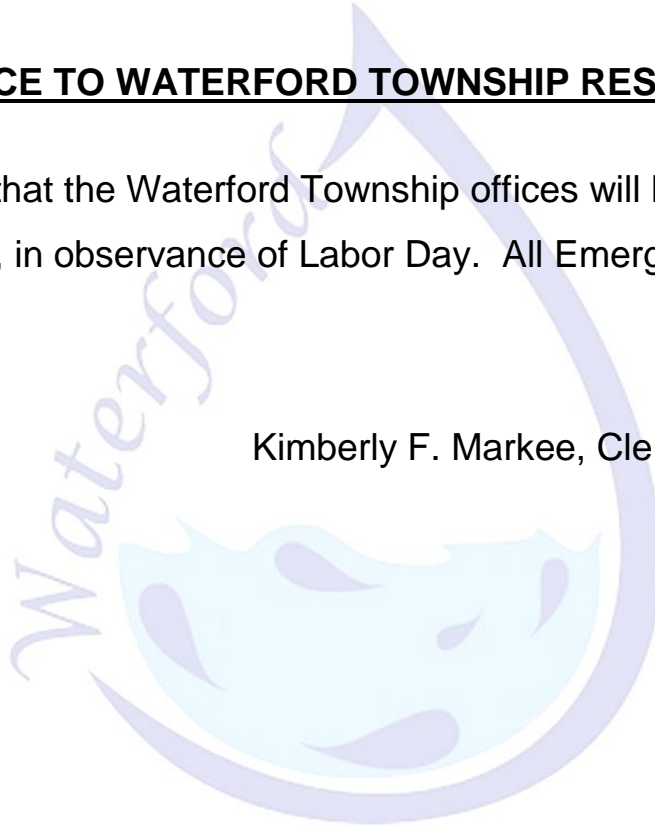 CE TO WATERFORD TOWNSHIP RES
that the Waterford Township offices will
, in observance of Labor Day. All Emerg
Kimberly F. Markee, Cle
Waterford